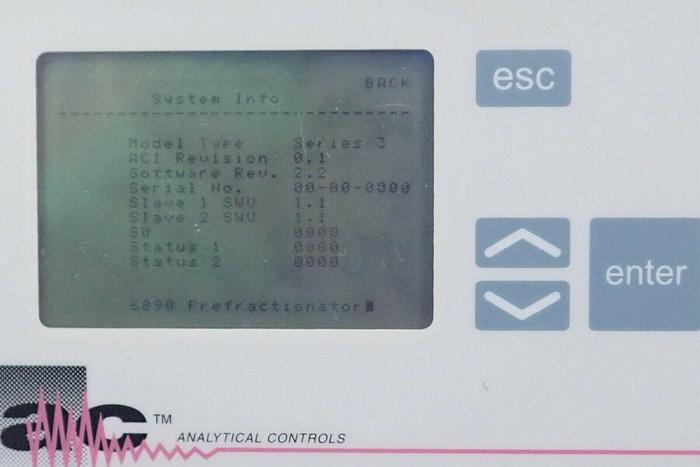 BACK
System Info
Model Type Series 3
ACI Revision 0.1
Software Rev. 2.2
Serial No. 00-00-0000
Slave 1 SWV 1.1
Slave 2 SWV 1.1
S0 0008
Status 1 0000
Status 2 0000
6890 Prefractionator
esc
enter
ac ™
ANALYTICAL CONTROLS